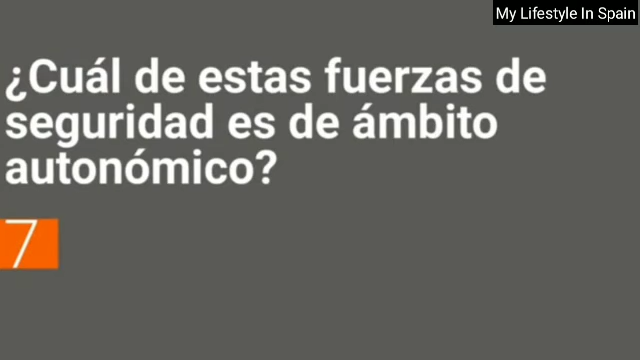 My Lifestyle In Spain
¿Cuál de estas fuerzas de
seguridad es de ámbito
autonómico?
7